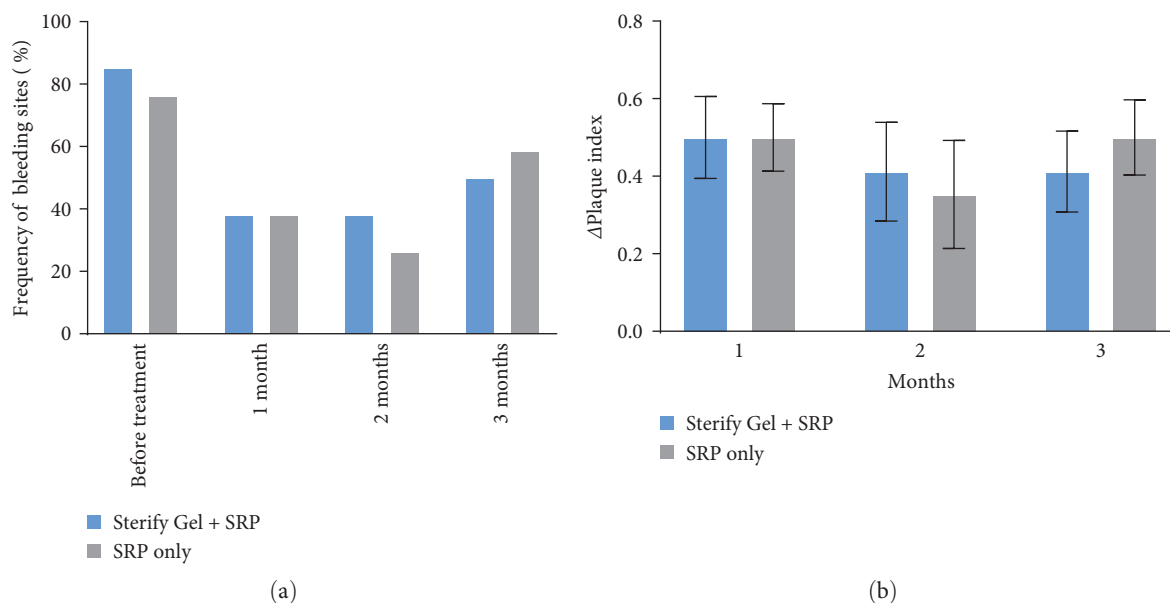 Frequency of bleeding sites ( %)
100
80
60
40
20
0
Before treatment
1 month
2 months
3 months
Sterify Gel + SRP
SRP only
(a)
ΔPlaque index
0.8
0.6
0.4
0.2
0.0
1
2
3
Months
Sterify Gel + SRP
SRP only
(b)